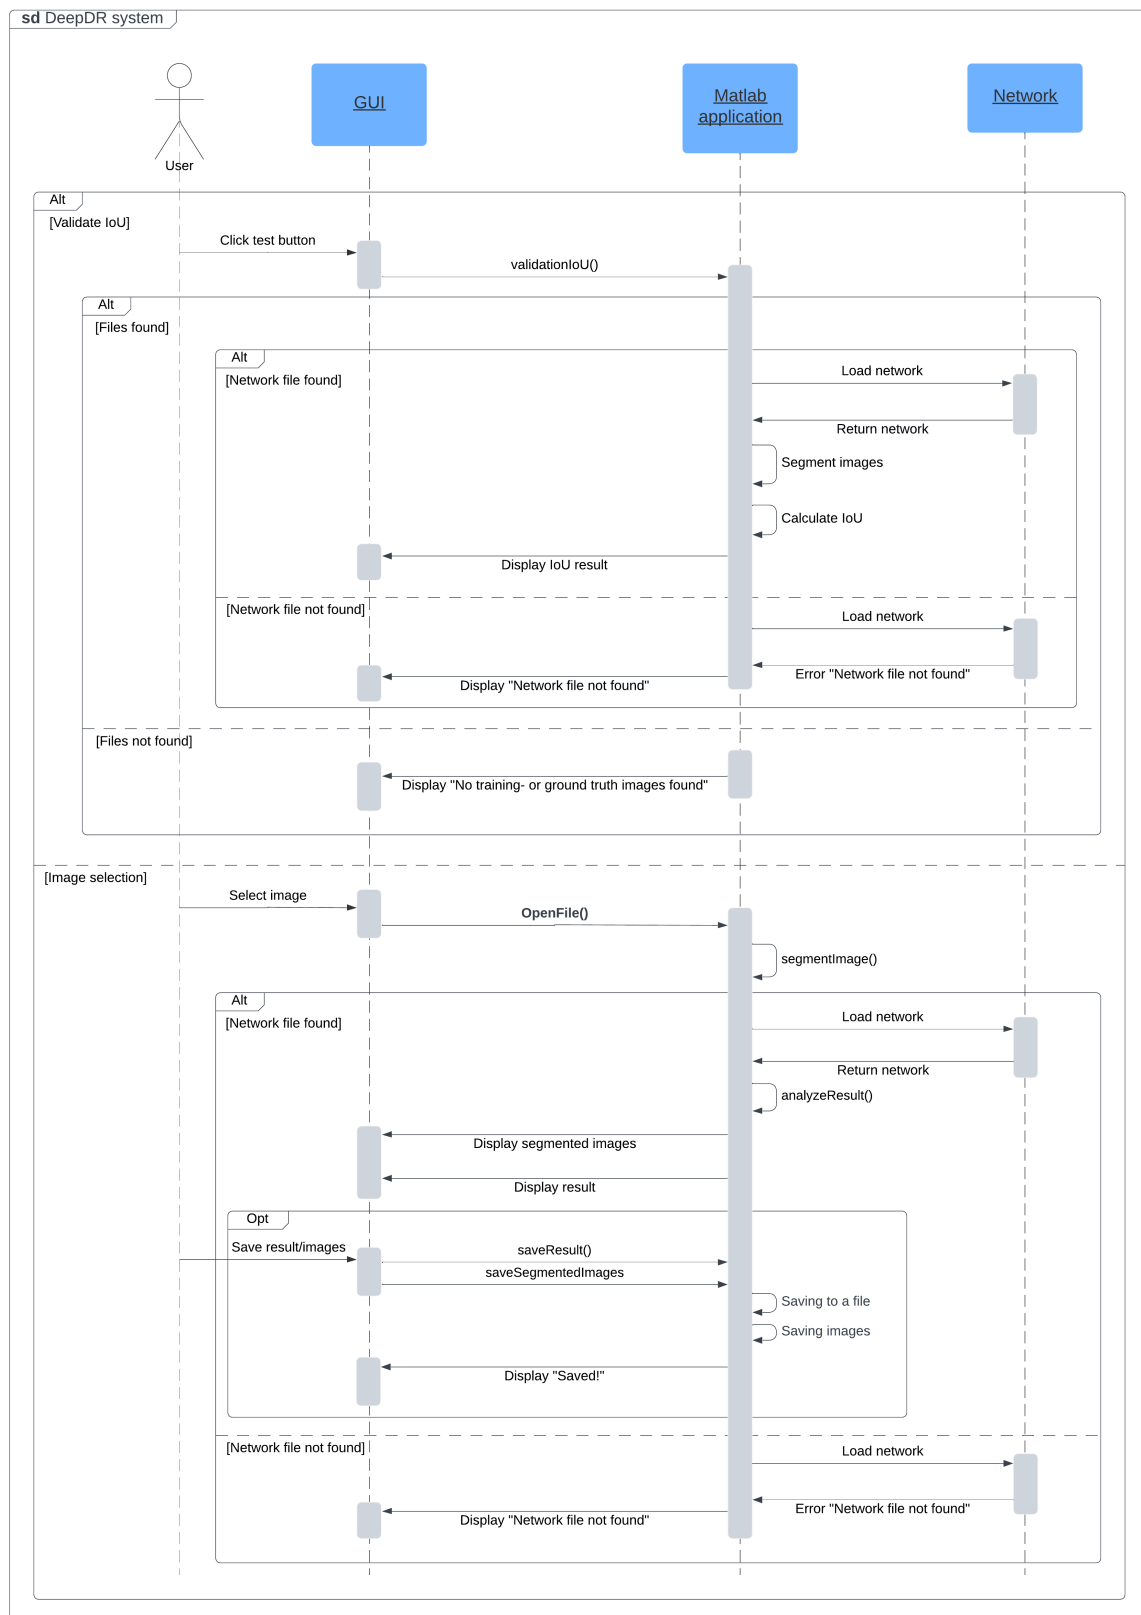 sd DeepDR system
GUI
Matlab
application
Network
User
Alt
[Validate IoU]
Click test button
validationIoU()
Alt
[Files found]
Alt
[Network file found]
Load network
Return network
Segment images
Calculate IoU
Display IoU result
[Network file not found]
Load network
Error "Network file not found"
Display "Network file not found"
[Files not found]
Display "No training- or ground truth images found"
[Image selection]
Select image
OpenFile()
segmentImage()
Alt
[Network file found]
Load network
Return network
analyzeResult()
Display segmented images
Display result
Opt
Save result/images
saveResult()
saveSegmentedImages
Saving to a file
Saving images
Display "Saved!"
[Network file not found]
Load network
Error "Network file not found"
Display "Network file not found"